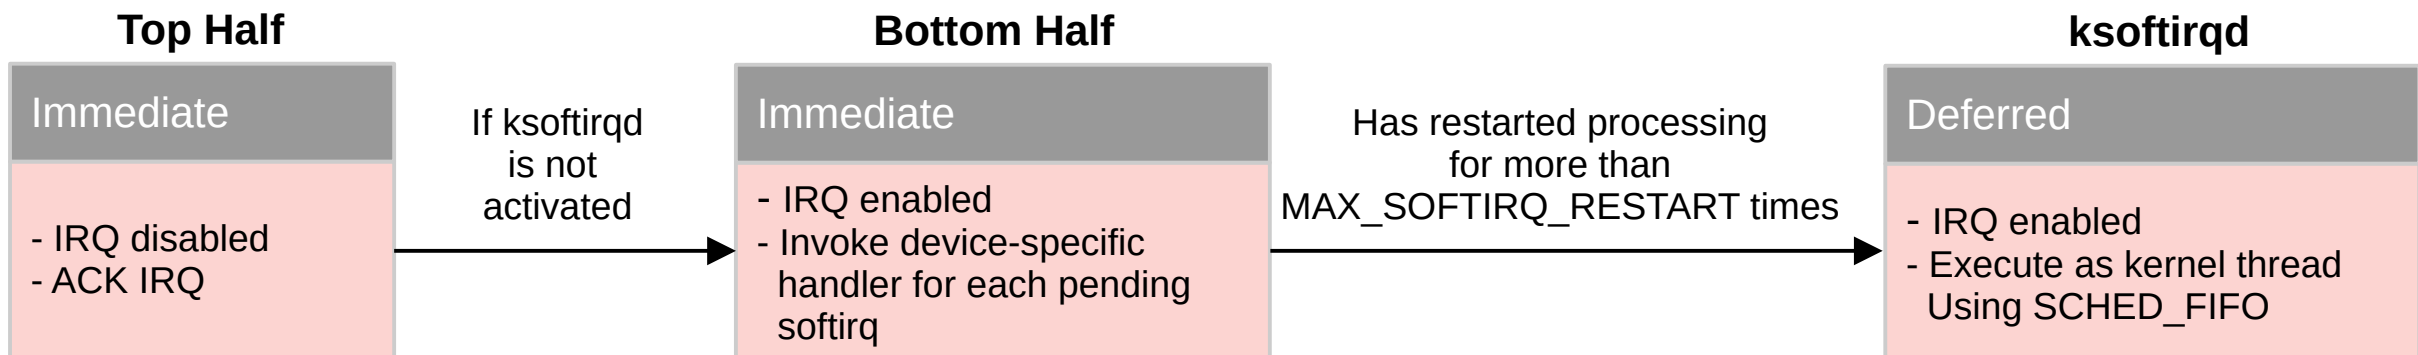 Top Half
Immediate
- IRQ disabled
- ACK IRQ
If ksoftirqd
is not
activated
Bottom Half
Immediate
- IRQ enabled
- Invoke device-specific
handler for each pending
softirq
Has restarted processing
for more than
MAX_SOFTIRQ_RESTART times
ksoftirqd
Deferred
- IRQ enabled
- Execute as kernel thread
Using SCHED_FIFO